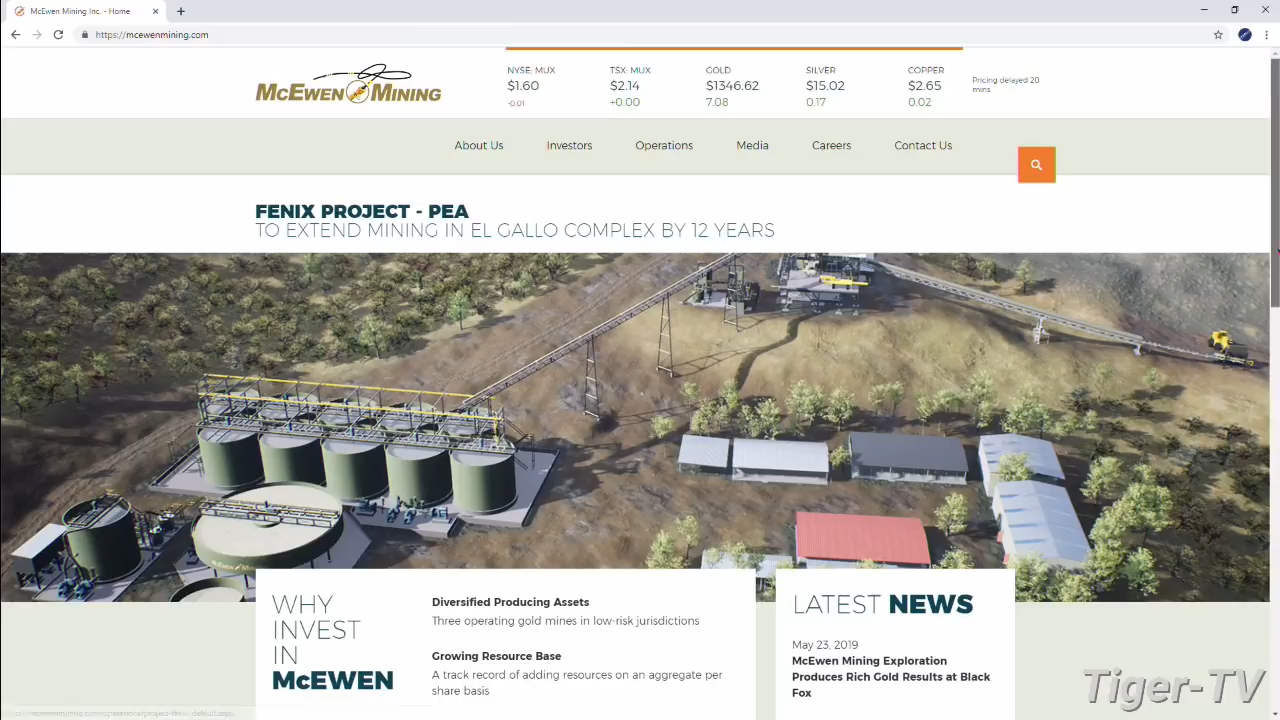 McEwen Mining Inc. - Home
https://mcewenmining.com
McEWEN MINING
NYSE: MUX
$1.60
-0.01
TSX: MUX
$2.14
+0.00
GOLD
$1346.62
7.08
SILVER
$15.02
0.17
COPPER
$2.65
0.02
Pricing delayed 20
mins
About Us
Investors
Operations
Media
Careers
Contact Us
FENIX PROJECT - PEA
TO EXTEND MINING IN EL GALLO COMPLEX BY 12 YEARS
WHY
INVEST
IN
McEWEN
Diversified Producing Assets
Three operating gold mines in low-risk jurisdictions
Growing Resource Base
A track record of adding resources on an aggregate per
share basis
LATEST NEWS
May 23, 2019
McEwen Mining Exploration
Produces Rich Gold Results at Black
Fox
Tiger-TV